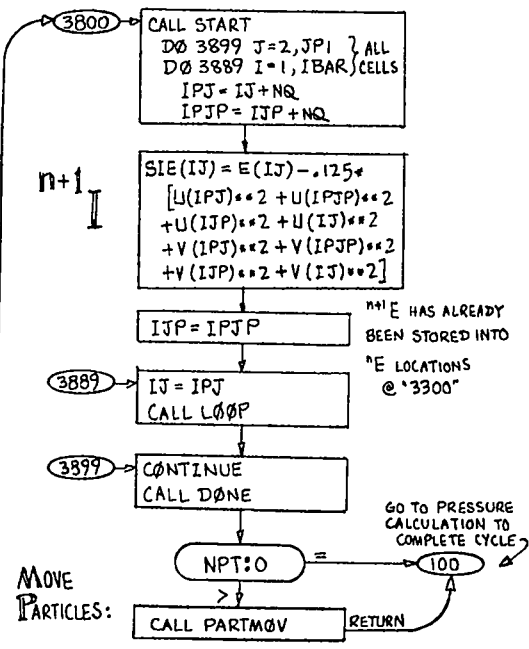 3800
CALL START
DØ 3899 J=2,JP1 } ALL
DØ 3889 I=1,IBAR } CELLS
IPJ=IJ+NQ
IPJP=IJP+NQ
n+1 I
SIE(IJ)=E(IJ)-.125*
[U(IPJ)**2+U(IPJP)**2
+U(IJP)**2+U(IJ)**2
+V(IPJ)**2+V(IPJP)**2
+V(IJP)**2+V(IJ)**2]
IJP=IPJP
n+1E HAS ALREADY
BEEN STORED INTO
nE LOCATIONS
@ "3300"
3889
IJ=IPJ
CALL LØØP
3899
CØNTINUE
CALL DØNE
GO TO PRESSURE
CALCULATION TO
COMPLETE CYCLE
NPT:O
=
100
>
MOVE
PARTICLES:
CALL PARTMØV
RETURN